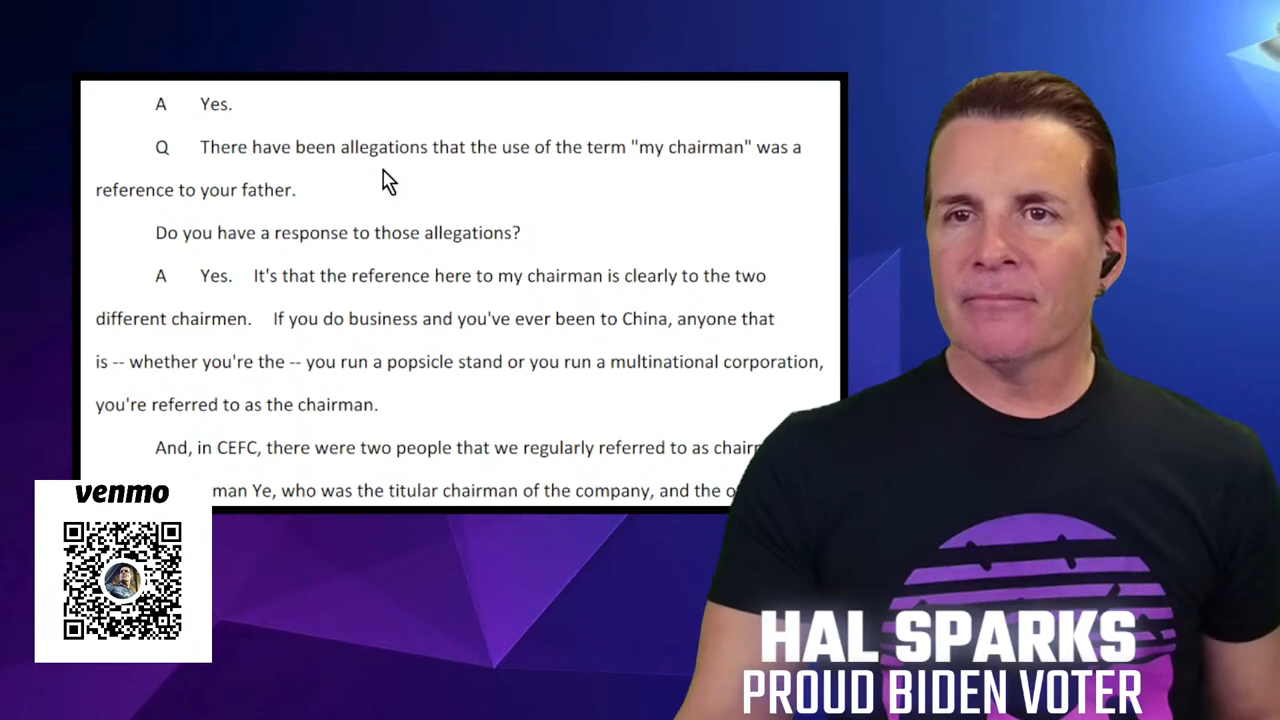 A Yes.
Q There have been allegations that the use of the term "my chairman" was a
reference to your father.
Do you have a response to those allegations?
A Yes. It's that the reference here to my chairman is clearly to the two
different chairmen. If you do business and you've ever been to China, anyone that
is -- whether you're the -- you run a popsicle stand or you run a multinational corporation,
you're referred to as the chairman.
And, in CEFC, there were two people that we regularly referred to as
man Ye, who was the titular chairman of the company, and the
venmo
HAL SPARKS
PROUD BIDEN VOTER